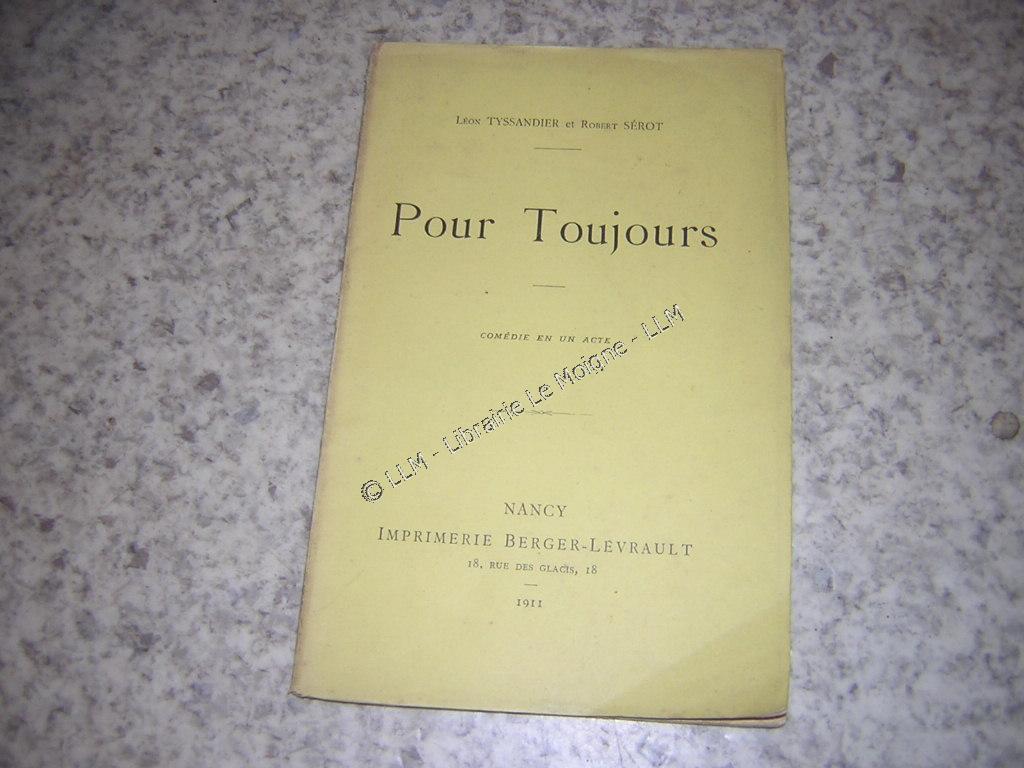 Léon TYSSANDIER et Robert SÉROT
Pour Toujours
COMÉDIE EN UN ACTE
© LLM - Librairie Le Moigne - LLM
NANCY
IMPRIMERIE BERGER-LEVRAULT
18, RUE DES GLACIS, 18
1911